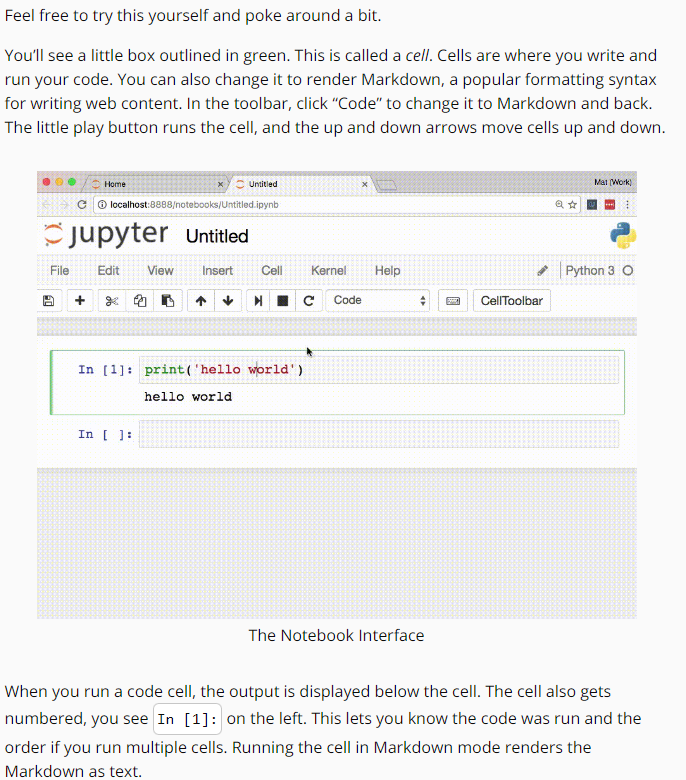 Feel free to try this yourself and poke around a bit.
You’ll see a little box outlined in green. This is called a cell. Cells are where you write and
run your code. You can also change it to render Markdown, a popular formatting syntax
for writing web content. In the toolbar, click “Code” to change it to Markdown and back.
The little play button runs the cell, and the up and down arrows move cells up and down.
Home × Untitled × Mat (Work)
localhost:8888/notebooks/Untitled.ipynb
jupyter Untitled
File Edit View Insert Cell Kernel Help Python 3
Code CellToolbar
In [1]: print('hello world')
hello world
In [ ]:
The Notebook Interface
When you run a code cell, the output is displayed below the cell. The cell also gets
numbered, you see In [1]: on the left. This lets you know the code was run and the
order if you run multiple cells. Running the cell in Markdown mode renders the
Markdown as text.